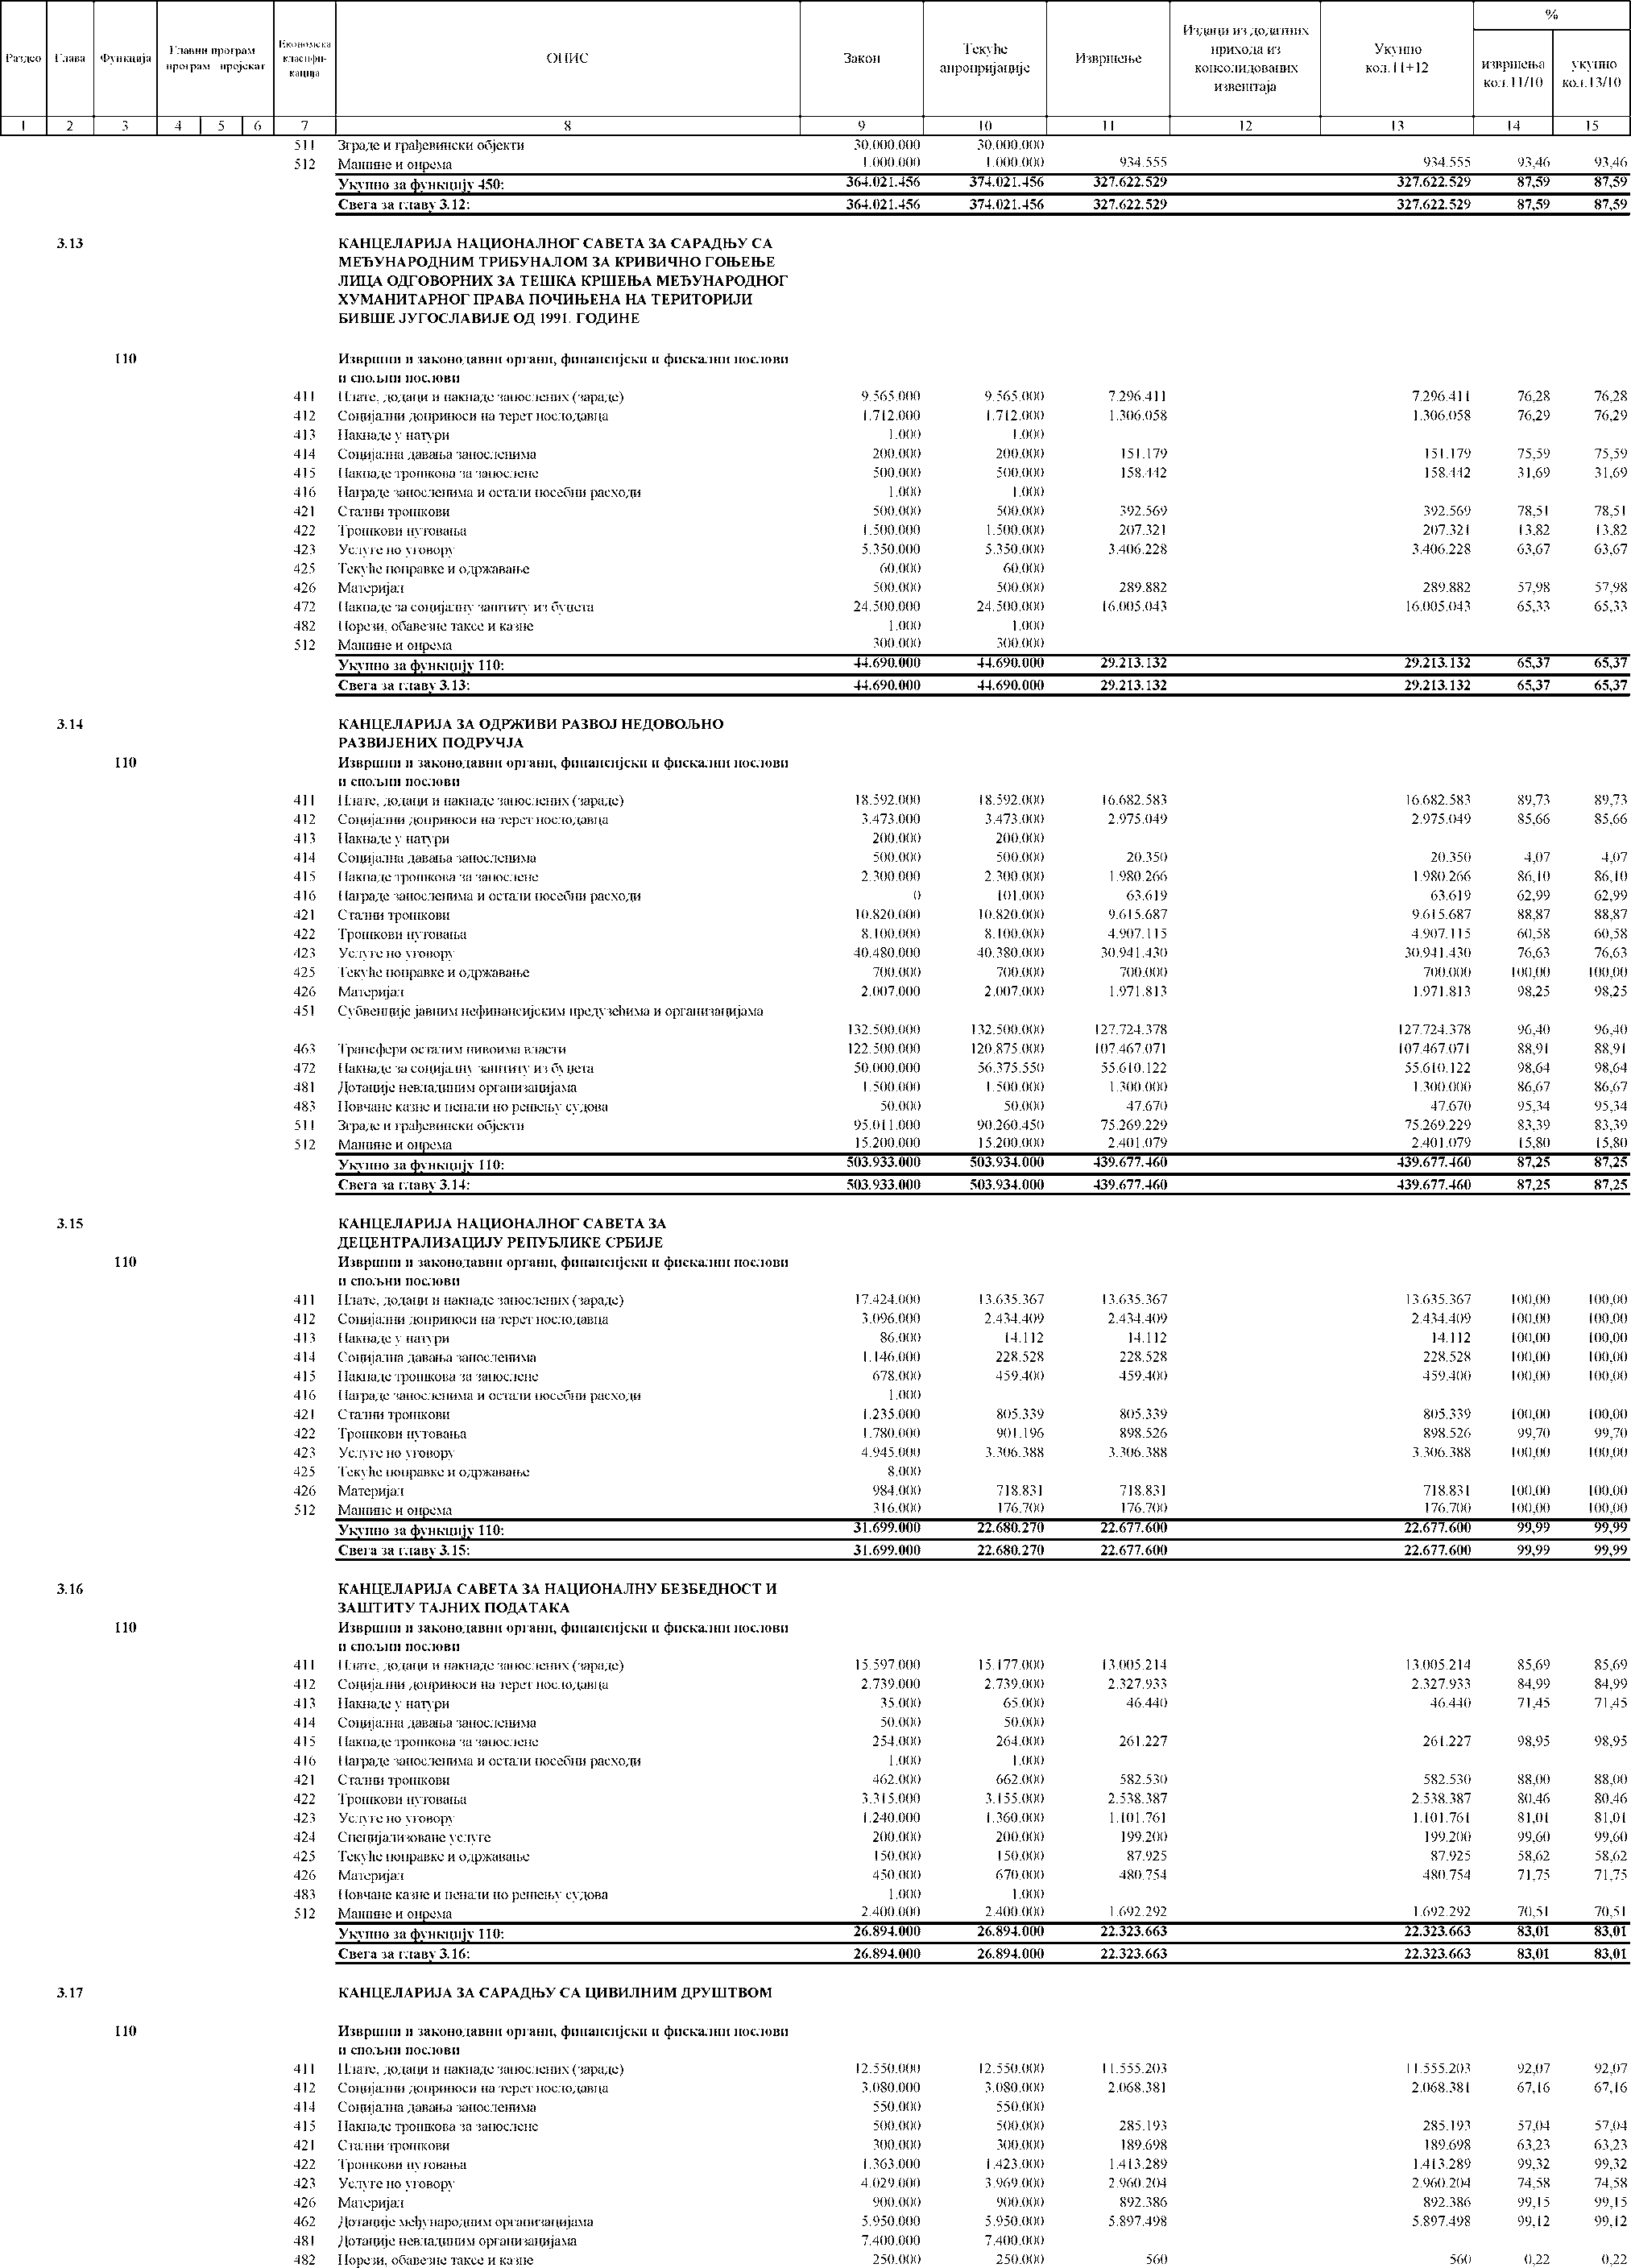 Раздео Глава Функција Главни програм Економска класифи- кација ОПИС Закон Текуће апропријације Извршење Издаци из додатних прихода из консолидованих извештаја Укупно кол.11+12 %
програм пројекат извршења кол.11/10 укупно кол.13/10
1 2 3 4 5 6 7 8 9 10 11 12 13 14 15
511 Зграде и грађевински објекти 30.000.000 30.000.000
512 Машине и опрема 1.000.000 1.000.000 934.555 934.555 93,46 93,46
Укупно за функцију 450: 364.021.456 374.021.456 327.622.529 327.622.529 87,59 87,59
Свега за главу 3.12: 364.021.456 374.021.456 327.622.529 327.622.529 87,59 87,59
3.13 КАНЦЕЛАРИЈА НАЦИОНАЛНОГ САВЕТА ЗА САРАДЊУ СА
МЕЂУНАРОДНИМ ТРИБУНАЛОМ ЗА КРИВИЧНО ГОЊЕЊЕ
ЛИЦА ОДГОВОРНИХ ЗА ТЕШКА КРШЕЊА МЕЂУНАРОДНОГ
ХУМАНИТАРНОГ ПРАВА ПОЧИЊЕНА НА ТЕРИТОРИЈИ
БИВШЕ ЈУГОСЛАВИЈЕ ОД 1991. ГОДИНЕ
110 Извршни и законодавни органи, финансијски и фискални послови
и спољни послови
411 Плате, додаци и накнаде запослених (зараде) 9.565.000 9.565.000 7.296.411 7.296.411 76,28 76,28
412 Социјални доприноси на терет послодавца 1.712.000 1.712.000 1.306.058 1.306.058 76,29 76,29
413 Накнаде у натури 1.000 1.000
414 Социјална давања запосленима 200.000 200.000 151.179 151.179 75,59 75,59
415 Накнаде трошкова за запослене 500.000 500.000 158.442 158.442 31,69 31,69
416 Награде запосленима и остали посебни расходи 1.000 1.000
421 Стални трошкови 500.000 500.000 392.569 392.569 78,51 78,51
422 Трошкови путовања 1.500.000 1.500.000 207.321 207.321 13,82 13,82
423 Услуге по уговору 5.350.000 5.350.000 3.406.228 3.406.228 63,67 63,67
425 Текуће поправке и одржавање 60.000 60.000
426 Материјал 500.000 500.000 289.882 289.882 57,98 57,98
472 Накнаде за социјалну заштиту из буџета 24.500.000 24.500.000 16.005.043 16.005.043 65,33 65,33
482 Порези, обавезне таксе и казне 1.000 1.000
512 Машине и опрема 300.000 300.000
Укупно за функцију 110: 44.690.000 44.690.000 29.213.132 29.213.132 65,37 65,37
Свега за главу 3.13: 44.690.000 44.690.000 29.213.132 29.213.132 65,37 65,37
3.14 КАНЦЕЛАРИЈА ЗА ОДРЖИВИ РАЗВОЈ НЕДОВОЉНО
РАЗВИЈЕНИХ ПОДРУЧЈА
110 Извршни и законодавни органи, финансијски и фискални послови
и спољни послови
411 Плате, додаци и накнаде запослених (зараде) 18.592.000 18.592.000 16.682.583 16.682.583 89,73 89,73
412 Социјални доприноси на терет послодавца 3.473.000 3.473.000 2.975.049 2.975.049 85,66 85,66
413 Накнаде у натури 200.000 200.000
414 Социјална давања запосленима 500.000 500.000 20.350 20.350 4,07 4,07
415 Накнаде трошкова за запослене 2.300.000 2.300.000 1.980.266 1.980.266 86,10 86,10
416 Награде запосленима и остали посебни расходи 0 101.000 63.619 63.619 62,99 62,99
421 Стални трошкови 10.820.000 10.820.000 9.615.687 9.615.687 88,87 88,87
422 Трошкови путовања 8.100.000 8.100.000 4.907.115 4.907.115 60,58 60,58
423 Услуге по уговору 40.480.000 40.380.000 30.941.430 30.941.430 76,63 76,63
425 Текуће поправке и одржавање 700.000 700.000 700.000 700.000 100,00 100,00
426 Материјал 2.007.000 2.007.000 1.971.813 1.971.813 98,25 98,25
451 Субвенције јавним нефинансијским предузећима и организацијама
132.500.000 132.500.000 127.724.378 127.724.378 96,40 96,40
463 Трансфери осталим нивоима власти 122.500.000 120.875.000 107.467.071 107.467.071 88,91 88,91
472 Накнаде за социјалну заштиту из буџета 50.000.000 56.375.550 55.610.122 55.610.122 98,64 98,64
481 Дотације невладиним организацијама 1.500.000 1.500.000 1.300.000 1.300.000 86,67 86,67
483 Новчане казне и пенали по решењу судова 50.000 50.000 47.670 47.670 95,34 95,34
511 Зграде и грађевински објекти 95.011.000 90.260.450 75.269.229 75.269.229 83,39 83,39
512 Машине и опрема 15.200.000 15.200.000 2.401.079 2.401.079 15,80 15,80
Укупно за функцију 110: 503.933.000 503.934.000 439.677.460 439.677.460 87,25 87,25
Свега за главу 3.14: 503.933.000 503.934.000 439.677.460 439.677.460 87,25 87,25
3.15 КАНЦЕЛАРИЈА НАЦИОНАЛНОГ САВЕТА ЗА
ДЕЦЕНТРАЛИЗАЦИЈУ РЕПУБЛИКЕ СРБИЈЕ
110 Извршни и законодавни органи, финансијски и фискални послови
и спољни послови
411 Плате, додаци и накнаде запослених (зараде) 17.424.000 13.635.367 13.635.367 13.635.367 100,00 100,00
412 Социјални доприноси на терет послодавца 3.096.000 2.434.409 2.434.409 2.434.409 100,00 100,00
413 Накнаде у натури 86.000 14.112 14.112 14.112 100,00 100,00
414 Социјална давања запосленима 1.146.000 228.528 228.528 228.528 100,00 100,00
415 Накнаде трошкова за запослене 678.000 459.400 459.400 459.400 100,00 100,00
416 Награде запосленима и остали посебни расходи 1.000
421 Стални трошкови 1.235.000 805.339 805.339 805.339 100,00 100,00
422 Трошкови путовања 1.780.000 901.196 898.526 898.526 99,70 99,70
423 Услуге по уговору 4.945.000 3.306.388 3.306.388 3.306.388 100,00 100,00
425 Текуће поправке и одржавање 8.000
426 Материјал 984.000 718.831 718.831 718.831 100,00 100,00
512 Машине и опрема 316.000 176.700 176.700 176.700 100,00 100,00
Укупно за функцију 110: 31.699.000 22.680.270 22.677.600 22.677.600 99,99 99,99
Свега за главу 3.15: 31.699.000 22.680.270 22.677.600 22.677.600 99,99 99,99
3.16 КАНЦЕЛАРИЈА САВЕТА ЗА НАЦИОНАЛНУ БЕЗБЕДНОСТ И
ЗАШТИТУ ТАЈНИХ ПОДАТАКА
110 Извршни и законодавни органи, финансијски и фискални послови
и спољни послови
411 Плате, додаци и накнаде запослених (зараде) 15.597.000 15.177.000 13.005.214 13.005.214 85,69 85,69
412 Социјални доприноси на терет послодавца 2.739.000 2.739.000 2.327.933 2.327.933 84,99 84,99
413 Накнаде у натури 35.000 65.000 46.440 46.440 71,45 71,45
414 Социјална давања запосленима 50.000 50.000
415 Накнаде трошкова за запослене 254.000 264.000 261.227 261.227 98,95 98,95
416 Награде запосленима и остали посебни расходи 1.000 1.000
421 Стални трошкови 462.000 662.000 582.530 582.530 88,00 88,00
422 Трошкови путовања 3.315.000 3.155.000 2.538.387 2.538.387 80,46 80,46
423 Услуге по уговору 1.240.000 1.360.000 1.101.761 1.101.761 81,01 81,01
424 Специјализоване услуге 200.000 200.000 199.200 199.200 99,60 99,60
425 Текуће поправке и одржавање 150.000 150.000 87.925 87.925 58,62 58,62
426 Материјал 450.000 670.000 480.754 480.754 71,75 71,75
483 Новчане казне и пенали по решењу судова 1.000 1.000
512 Машине и опрема 2.400.000 2.400.000 1.692.292 1.692.292 70,51 70,51
Укупно за функцију 110: 26.894.000 26.894.000 22.323.663 22.323.663 83,01 83,01
Свега за главу 3.16: 26.894.000 26.894.000 22.323.663 22.323.663 83,01 83,01
3.17 КАНЦЕЛАРИЈА ЗА САРАДЊУ СА ЦИВИЛНИМ ДРУШТВОМ
110 Извршни и законодавни органи, финансијски и фискални послови
и спољни послови
411 Плате, додаци и накнаде запослених (зараде) 12.550.000 12.550.000 11.555.203 11.555.203 92,07 92,07
412 Социјални доприноси на терет послодавца 3.080.000 3.080.000 2.068.381 2.068.381 67,16 67,16
414 Социјална давања запосленима 550.000 550.000
415 Накнаде трошкова за запослене 500.000 500.000 285.193 285.193 57,04 57,04
421 Стални трошкови 300.000 300.000 189.698 189.698 63,23 63,23
422 Трошкови путовања 1.363.000 1.423.000 1.413.289 1.413.289 99,32 99,32
423 Услуге по уговору 4.029.000 3.969.000 2.960.204 2.960.204 74,58 74,58
426 Материјал 900.000 900.000 892.386 892.386 99,15 99,15
462 Дотације међународним организацијама 5.950.000 5.950.000 5.897.498 5.897.498 99,12 99,12
481 Дотације невладиним организацијама 7.400.000 7.400.000
482 Порези, обавезне таксе и казне 250.000 250.000 560 560 0,22 0,22